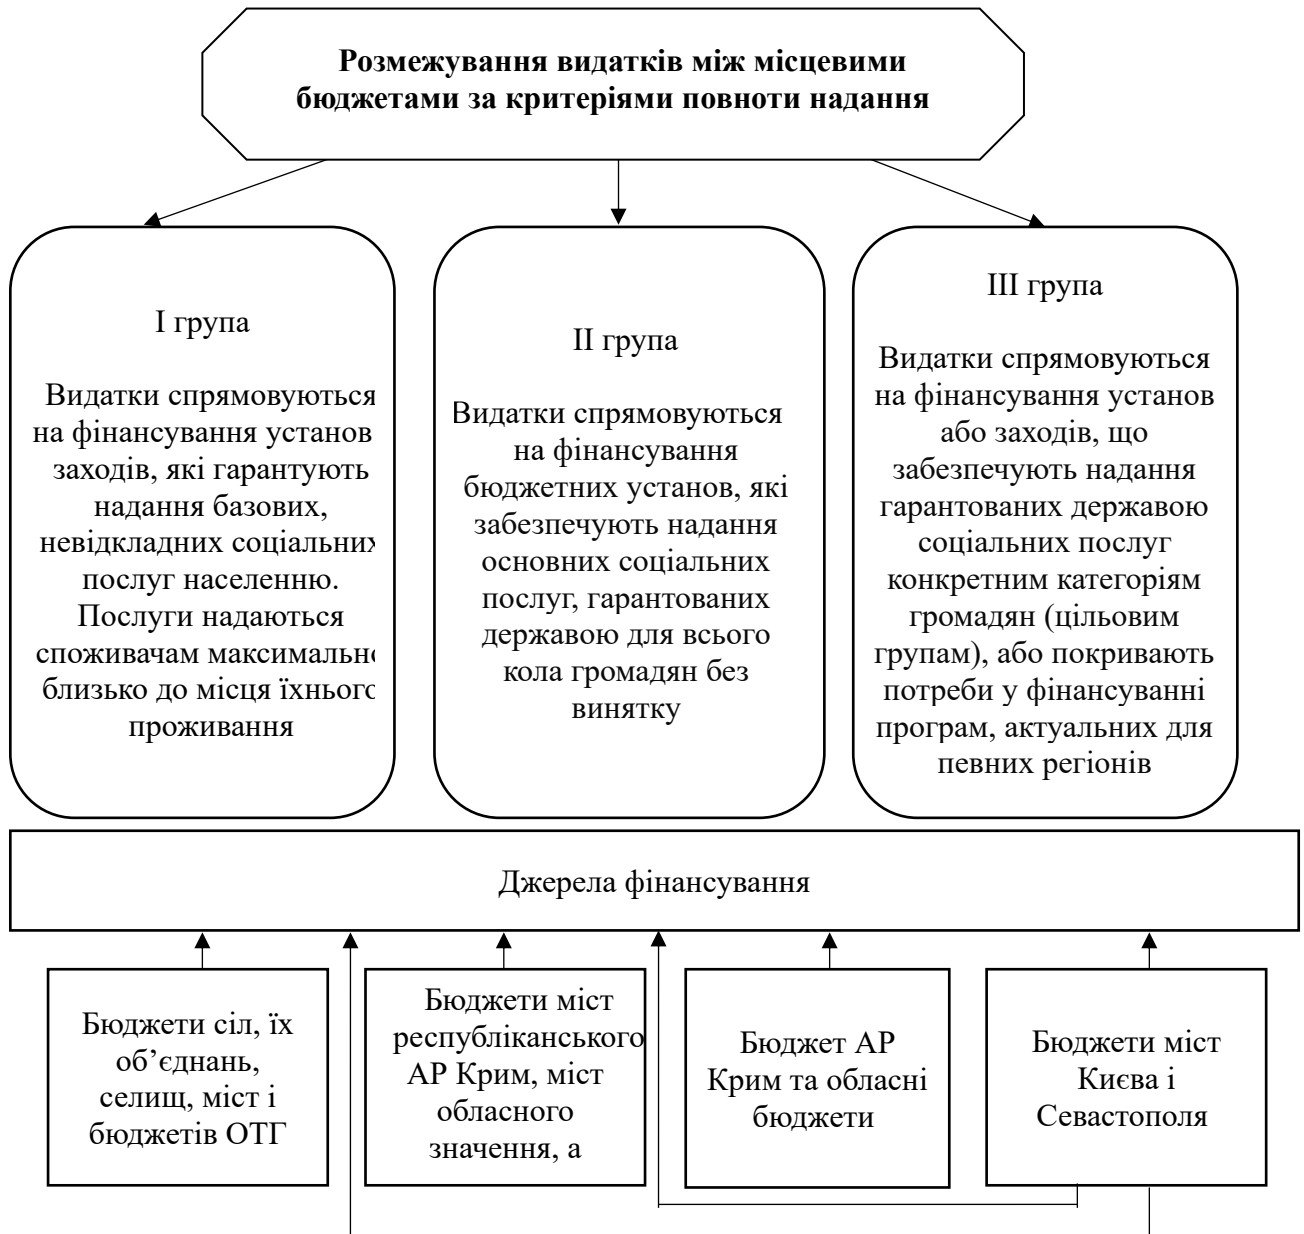 Розмежування видатків між місцевими
бюджетами за критеріями повноти надання
І група
Видатки спрямовуються
на фінансування установ
заходів, які гарантують
надання базових,
невідкладних соціальних
послуг населенню.
Послуги надаються
споживачам максимально
близько до місця їхнього
проживання
ІІ група
Видатки спрямовуються
на фінансування
бюджетних установ, які
забезпечують надання
основних соціальних
послуг, гарантованих
державою для всього
кола громадян без
винятку
ІІІ група
Видатки спрямовуються
на фінансування установ
або заходів, що
забезпечують надання
гарантованих державою
соціальних послуг
конкретним категоріям
громадян (цільовим
групам), або покривають
потреби у фінансуванні
програм, актуальних для
певних регіонів
Джерела фінансування
Бюджети сіл, їх
об’єднань,
селищ, міст і
бюджетів ОТГ
Бюджети міст
республіканського
АР Крим, міст
обласного
значення, а
Бюджет АР
Крим та обласні
бюджети
Бюджети міст
Києва і
Севастополя